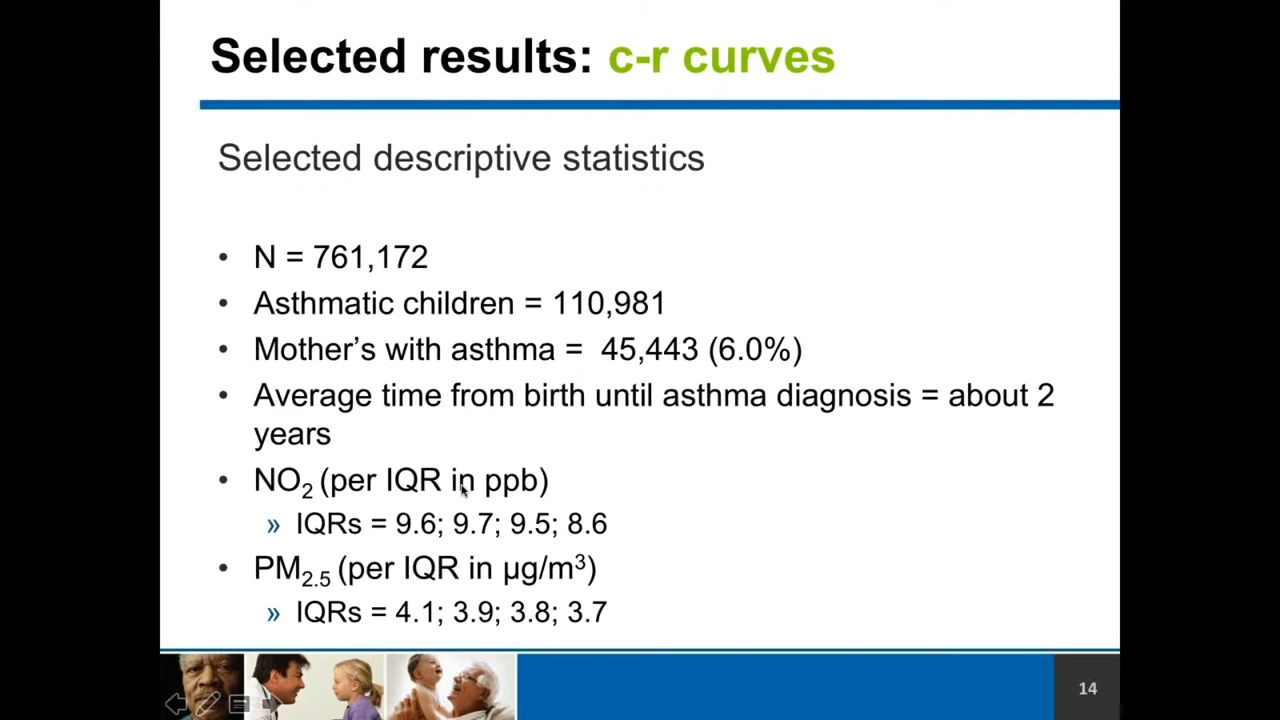 Selected results: c-r curves
Selected descriptive statistics
• N = 761,172
• Asthmatic children = 110,981
• Mother's with asthma = 45,443 (6.0%)
• Average time from birth until asthma diagnosis = about 2
years
• NO₂ (per IQR in ppb)
» IQRs = 9.6; 9.7; 9.5; 8.6
• PM₂.₅ (per IQR in µg/m³)
» IQRs = 4.1; 3.9; 3.8; 3.7
14